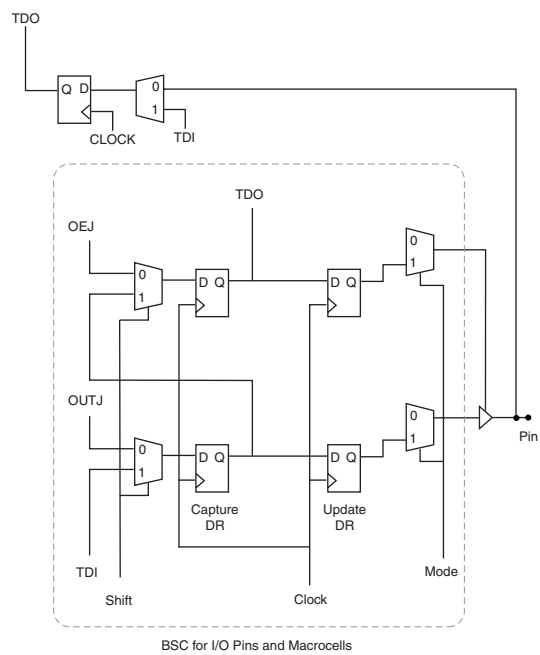 TDO
Q D
0
1
CLOCK
TDI
TDO
OEJ
0
1
D Q
D Q
0
1
OUTJ
0
1
D Q
D Q
0
1
Pin
Capture
DR
Update
DR
TDI
Shift
Clock
Mode
BSC for I/O Pins and Macrocells